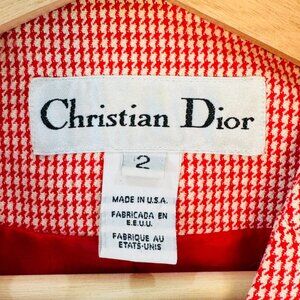 Christian Dior
2
MADE IN U.S.A.
FABRICADA EN
E.E.U.U.
FABRIQUE AU
ETATS-UNIS